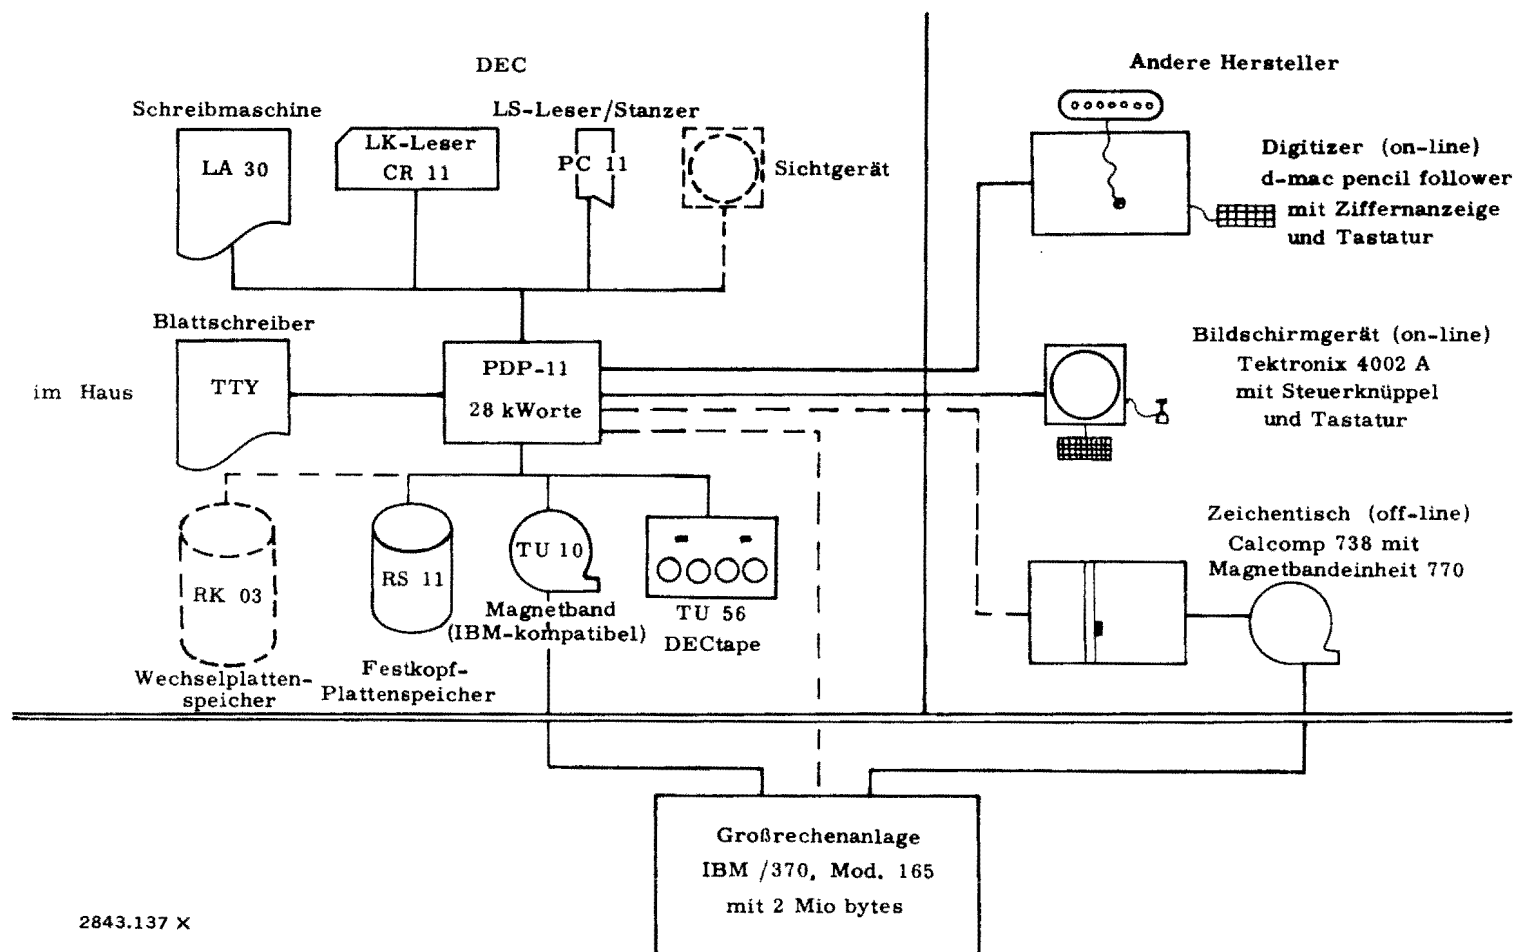 DEC
Andere Hersteller
Schreibmaschine
LA 30
LK-Leser
CR 11
LS-Leser/Stanzer
PC 11
Sichtgerät
Digitizer (on-line)
d-mac pencil follower
mit Ziffernanzeige
und Tastatur
im Haus
Blattschreiber
TTY
PDP-11
28 kWorte
Bildschirmgerät (on-line)
Tektronix 4002 A
mit Steuerknüppel
und Tastatur
RK 03
Wechselplatten-
speicher
RS 11
Festkopf-
Plattenspeicher
TU 10
Magnetband
(IBM-kompatibel)
TU 56
DECtape
Zeichentisch (off-line)
Calcomp 738 mit
Magnetbandeinheit 770
Großrechenanlage
IBM /370, Mod. 165
mit 2 Mio bytes
2843.137 X